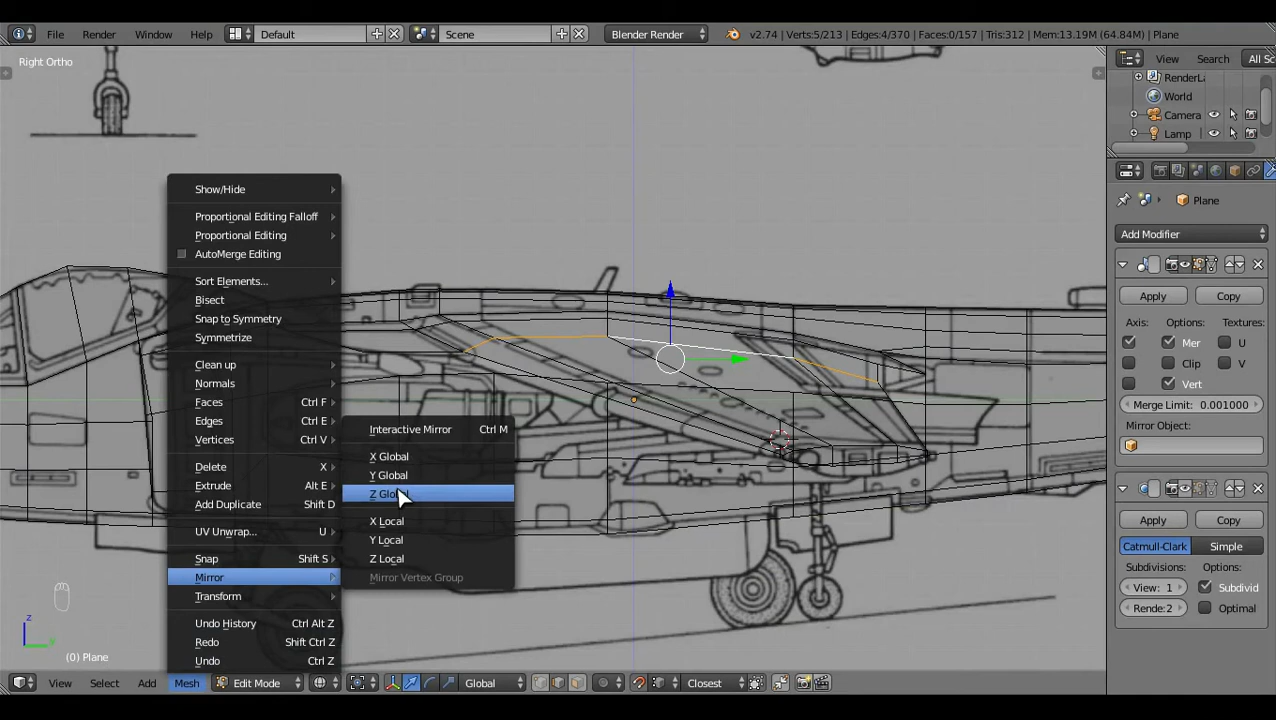 File Render Window Help Default Scene Blender Render v2.74 | Verts:5/213 | Edges:4/370 | Faces:0/157 | Tris:312 | Mem:13.19M (64.84M) | Plane
Right Ortho
View Search All Sc
RenderLa
World
Camera
Lamp
Plane
Add Modifier
Apply Copy
Axis: Options: Textures:
Mer U
Clip V
Vert
Merge Limit: 0.001000
Mirror Object:
Apply Copy
Catmull-Clark Simple
Subdivisions: Options:
View: 1 Subdivid
Rende:2 Optimal
Show/Hide
Proportional Editing Falloff
Proportional Editing
AutoMerge Editing
Sort Elements...
Bisect
Snap to Symmetry
Symmetrize
Clean up
Normals
Faces Ctrl F
Edges Ctrl E
Vertices Ctrl V
Delete X
Extrude Alt E
Add Duplicate Shift D
UV Unwrap... U
Snap Shift S
Mirror
Transform
Undo History Ctrl Alt Z
Redo Shift Ctrl Z
Undo Ctrl Z
Interactive Mirror Ctrl M
X Global
Y Global
Z Global
X Local
Y Local
Z Local
Mirror Vertex Group
z
y
(0) Plane
View Select Add Mesh Edit Mode Global Closest